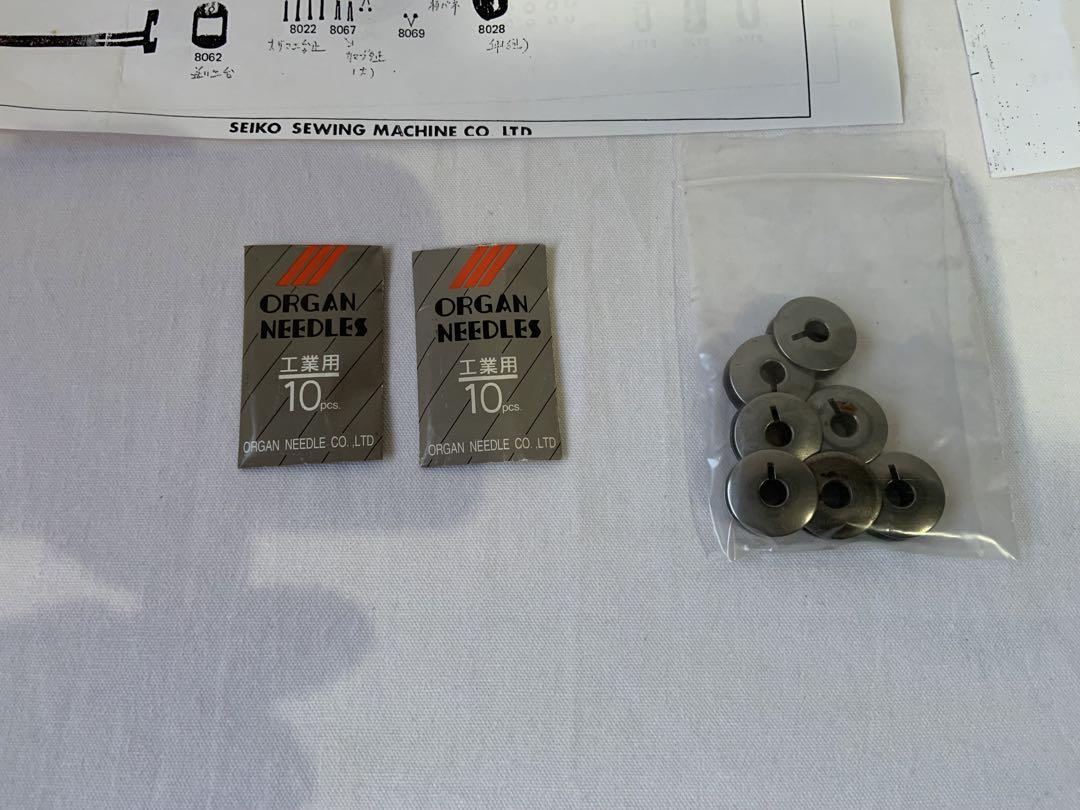 8022 8067
8069
8028
8062
SEIKO SEWING MACHINE CO. LTD
ORGAN
NEEDLES
工業用
10pcs.
ORGAN NEEDLE CO.,LTD
ORGAN
NEEDLES
工業用
10pcs.
ORGAN NEEDLE CO.,LTD